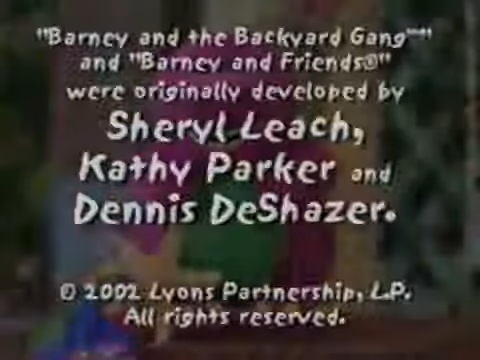 "Barney and the Backyard Gang™"
and "Barney and Friends®"
were originally developed by
Sheryl Leach,
Kathy Parker and
Dennis DeShazer.
© 2002 Lyons Partnership, L.P.
All rights reserved.